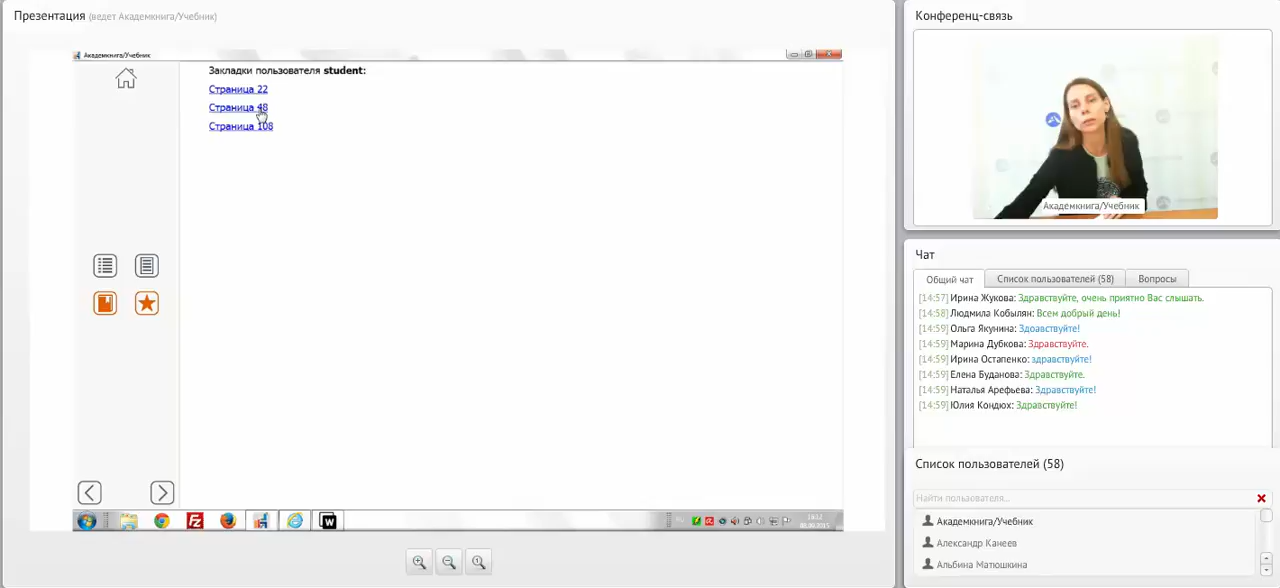 Презентация (ведет Академкнига/Учебник)
Академкнига/Учебник
Закладки пользователя student:
Страница 22
Страница 48
Страница 108
Конференц-связь
Академкнига/Учебник
Чат
Общий чат
Список пользователей (58)
Вопросы
[14:57] Ирина Жукова: Здравствуйте, очень приятно Вас слышать.
[14:58] Людмила Кобылян: Всем добрый день!
[14:59] Ольга Якунина: Здоавствуйте!
[14:59] Марина Дубкова: Здравствуйте.
[14:59] Ирина Остапенко: здравствуйте!
[14:59] Елена Буданова: Здравствуйте.
[14:59] Наталья Арефьева: Здравствуйте!
[14:59] Юлия Кондюх: Здравствуйте!
Список пользователей (58)
Найти пользователя...
Академкнига/Учебник
Александр Канеев
Альбина Матюшкина